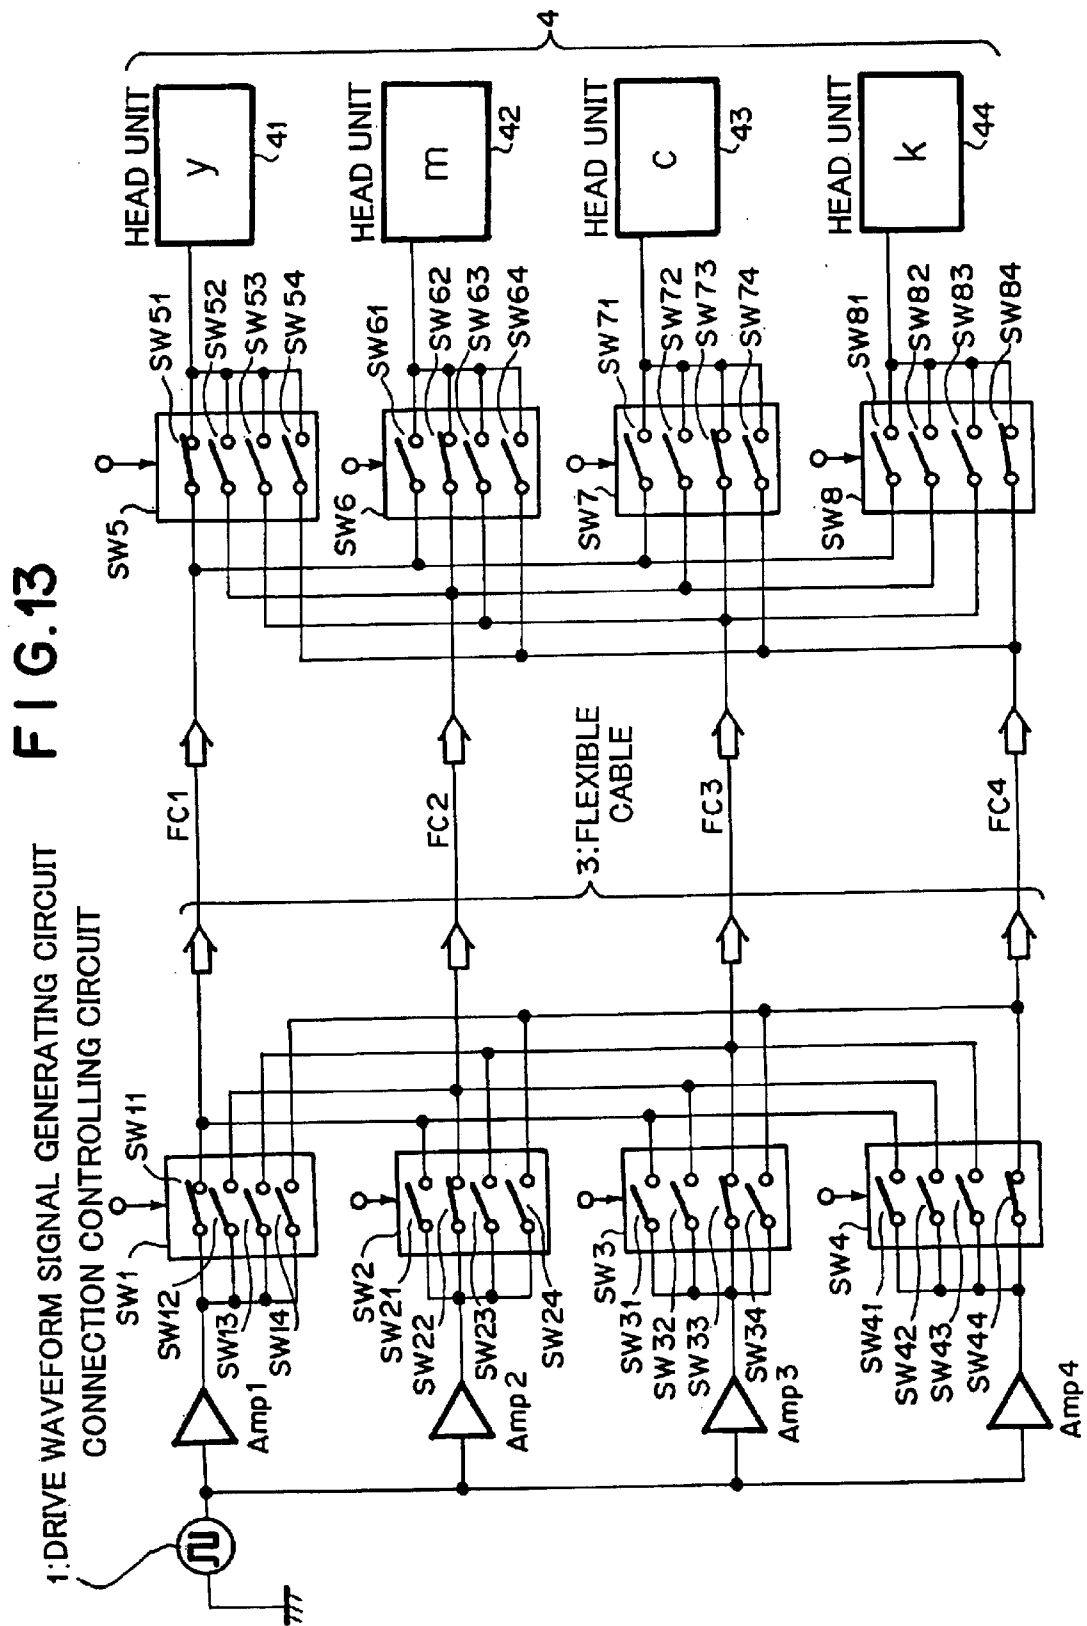 FIG.13
1:DRIVE WAVEFORM SIGNAL GENERATING CIRCUIT
CONNECTION CONTROLLING CIRCUIT
SW1
SW11
SW12
SW13
SW14
Amp1
SW2
SW21
SW22
SW23
SW24
Amp2
SW3
SW31
SW32
SW33
SW34
Amp3
SW4
SW41
SW42
SW43
SW44
Amp4
FC1
FC2
FC3
FC4
3:FLEXIBLE
CABLE
SW5
SW51
SW52
SW53
SW54
HEAD UNIT
y
41
SW6
SW61
SW62
SW63
SW64
HEAD UNIT
m
42
SW7
SW71
SW72
SW73
SW74
HEAD UNIT
c
43
SW8
SW81
SW82
SW83
SW84
HEAD UNIT
k
44
4